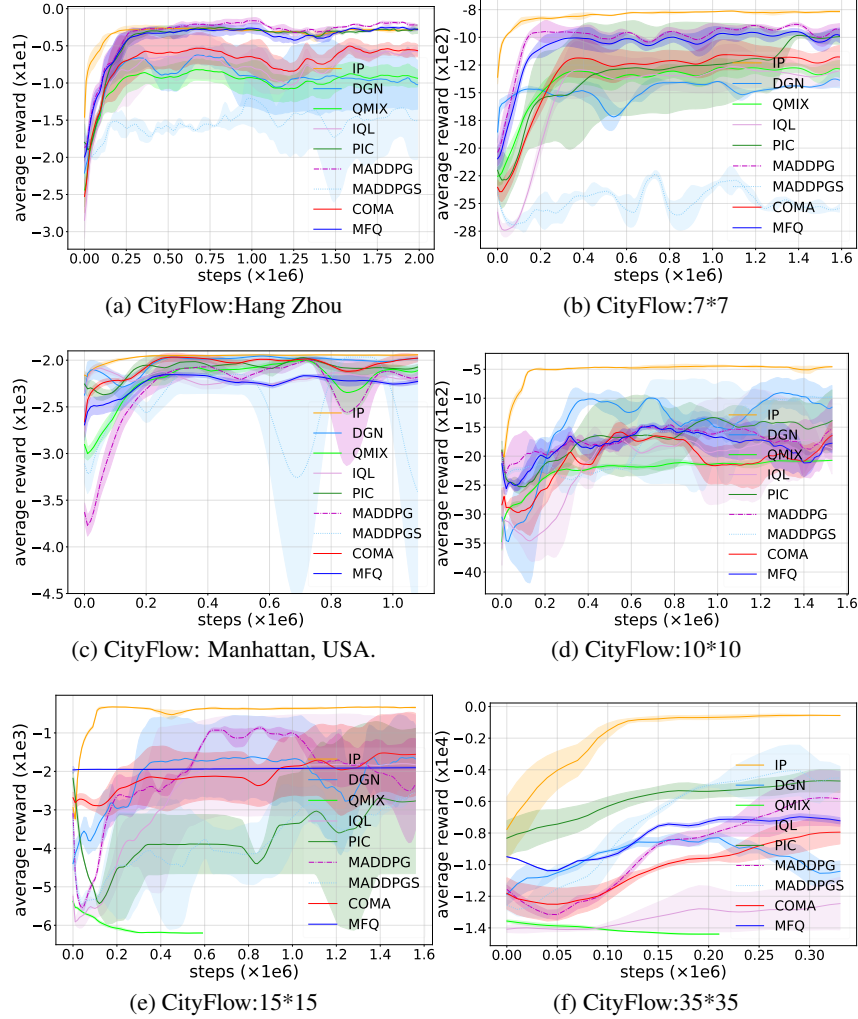 average reward (x1e1)
0.0
−0.5
−1.0
−1.5
−2.0
−2.5
−3.0
IP
DGN
QMIX
IQL
PIC
MADDPG
MADDPGS
COMA
MFQ
0.00 0.25 0.50 0.75 1.00 1.25 1.50 1.75 2.00
steps (×1e6)
(a) CityFlow:Hang Zhou
average reward (x1e2)
−8
−10
−12
−15
−18
−20
−22
−25
−28
IP
DGN
QMIX
IQL
PIC
MADDPG
MADDPGS
COMA
MFQ
0.0 0.2 0.4 0.6 0.8 1.0 1.2 1.4 1.6
steps (×1e6)
(b) CityFlow:7*7
average reward (x1e3)
−2.0
−2.5
−3.0
−3.5
−4.0
−4.5
IP
DGN
QMIX
IQL
PIC
MADDPG
MADDPGS
COMA
MFQ
0.0 0.2 0.4 0.6 0.8 1.0
steps (×1e6)
(c) CityFlow: Manhattan, USA.
average reward (x1e2)
−5
−10
−15
−20
−25
−30
−35
−40
IP
DGN
QMIX
IQL
PIC
MADDPG
MADDPGS
COMA
MFQ
0.0 0.2 0.4 0.6 0.8 1.0 1.2 1.4 1.6
steps (×1e6)
(d) CityFlow:10*10
average reward (x1e3)
−1
−2
−3
−4
−5
−6
IP
DGN
QMIX
IQL
PIC
MADDPG
MADDPGS
COMA
MFQ
0.0 0.2 0.4 0.6 0.8 1.0 1.2 1.4 1.6
steps (×1e6)
(e) CityFlow:15*15
average reward (x1e4)
0.0
−0.2
−0.4
−0.6
−0.8
−1.0
−1.2
−1.4
IP
DGN
QMIX
IQL
PIC
MADDPG
MADDPGS
COMA
MFQ
0.00 0.05 0.10 0.15 0.20 0.25 0.30
steps (×1e6)
(f) CityFlow:35*35